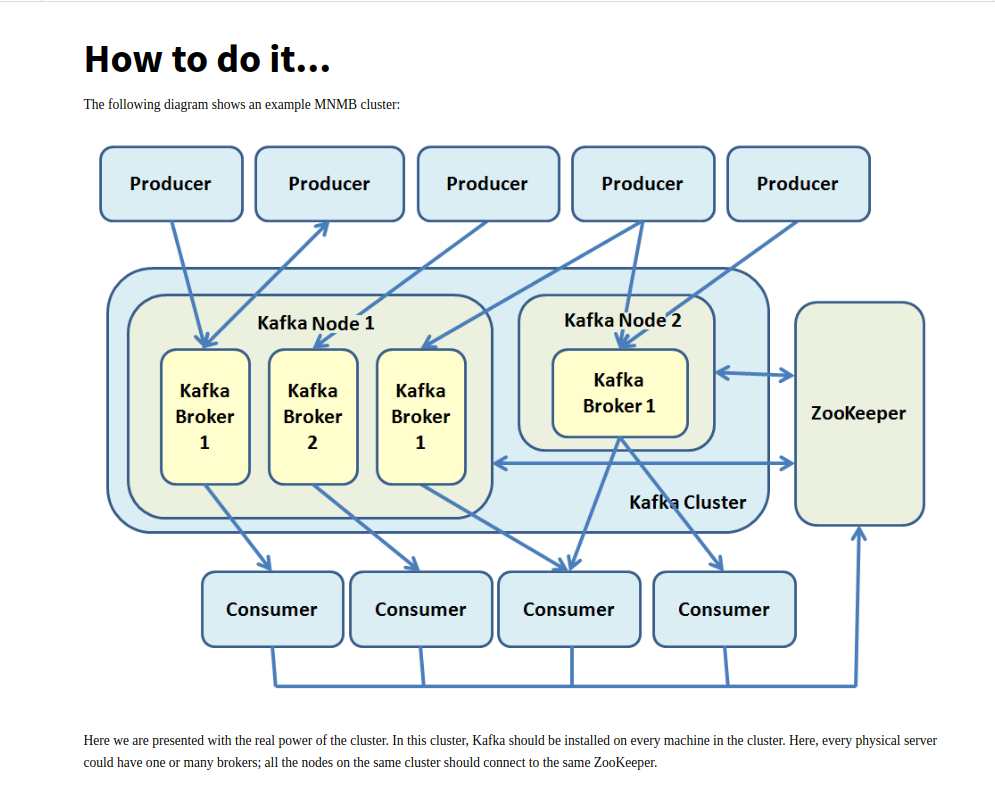 How to do it...
The following diagram shows an example MNMB cluster:
Producer
Producer
Producer
Producer
Producer
Kafka Node 1
Kafka Node 2
Kafka
Broker
1
Kafka
Broker
2
Kafka
Broker
1
Kafka
Broker 1
ZooKeeper
Kafka Cluster
Consumer
Consumer
Consumer
Consumer
Here we are presented with the real power of the cluster. In this cluster, Kafka should be installed on every machine in the cluster. Here, every physical server
could have one or many brokers; all the nodes on the same cluster should connect to the same ZooKeeper.